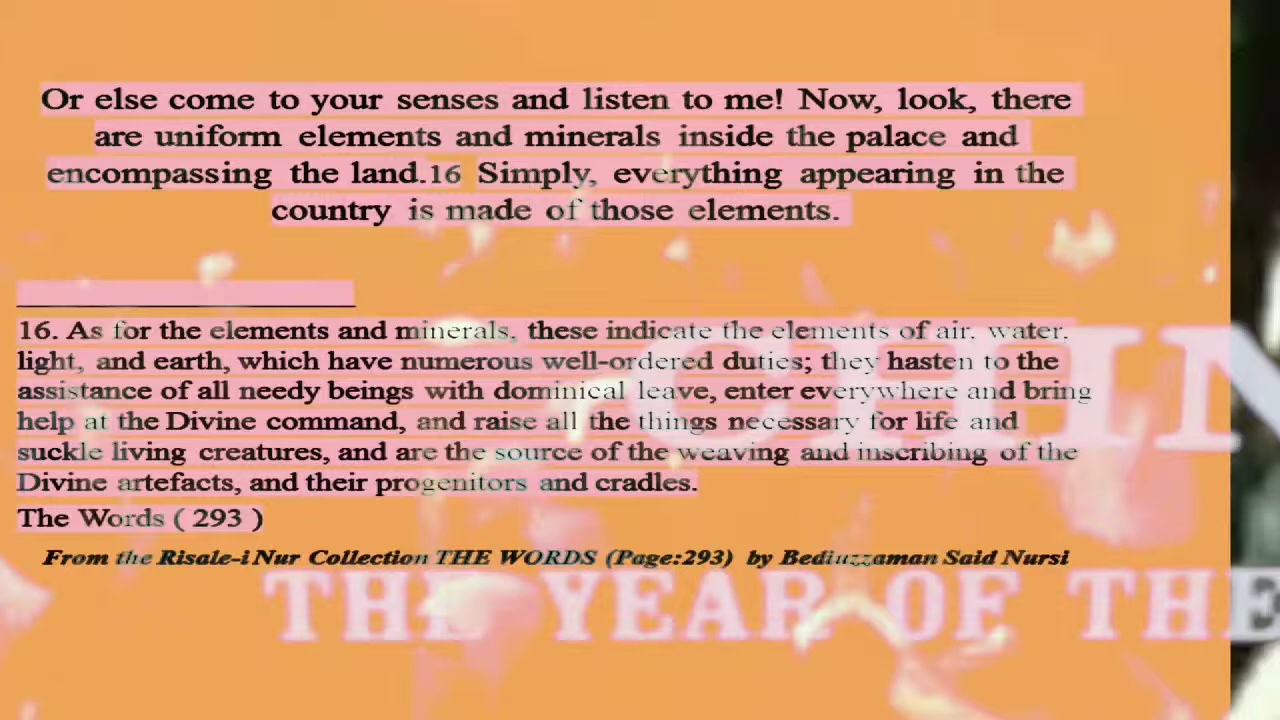 Or else come to your senses and listen to me! Now, look, there
are uniform elements and minerals inside the palace and
encompassing the land.16 Simply, everything appearing in the
country is made of those elements.
16. As for the elements and minerals, these indicate the elements of air, water,
light, and earth, which have numerous well-ordered duties; they hasten to the
assistance of all needy beings with dominical leave, enter everywhere and bring
help at the Divine command, and raise all the things necessary for life and
suckle living creatures, and are the source of the weaving and inscribing of the
Divine artefacts, and their progenitors and cradles.
The Words ( 293 )
From the Risale-i Nur Collection THE WORDS (Page:293) by Bediuzzaman Said Nursi
CHIN
THE YEAR OF THE